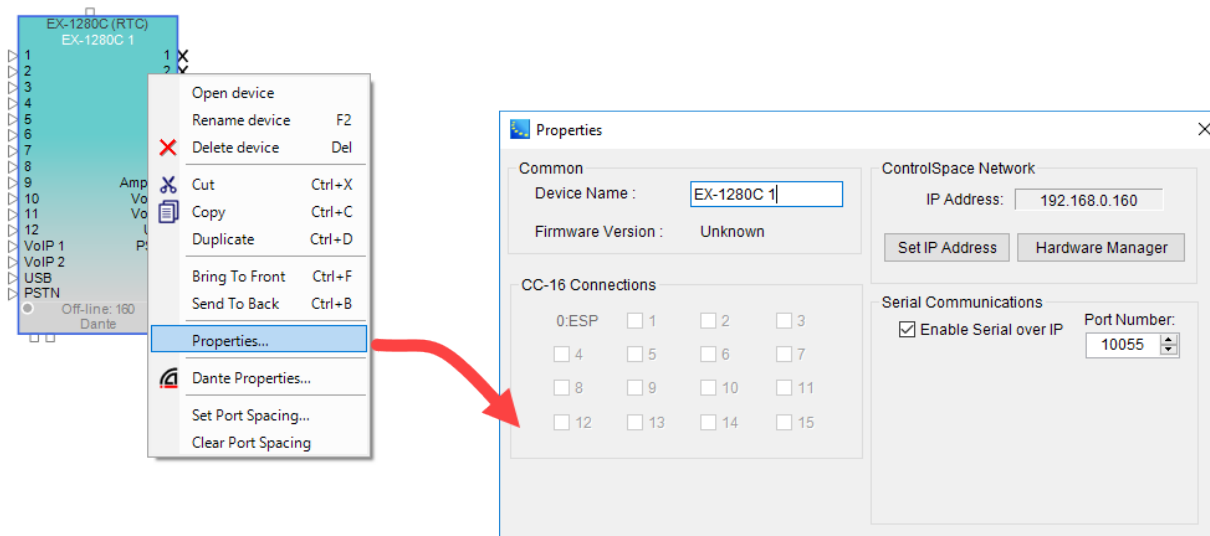 EX-1280C (RTC)
EX-1280C 1
1 1
2 2
3
4
5
6
7
8
9 Amp
10 Vo
11 Vo
12
VoIP 1
VoIP 2
USB
PSTN
Off-line: 160
Dante
Open device
Rename device F2
Delete device Del
Cut Ctrl+X
Copy Ctrl+C
Duplicate Ctrl+D
Bring To Front Ctrl+F
Send To Back Ctrl+B
Properties...
Dante Properties...
Set Port Spacing...
Clear Port Spacing
Properties
Common
Device Name : EX-1280C 1
Firmware Version : Unknown
CC-16 Connections
0:ESP 1 2 3
4 5 6 7
8 9 10 11
12 13 14 15
ControlSpace Network
IP Address: 192.168.0.160
Set IP Address Hardware Manager
Serial Communications
Enable Serial over IP Port Number:
10055